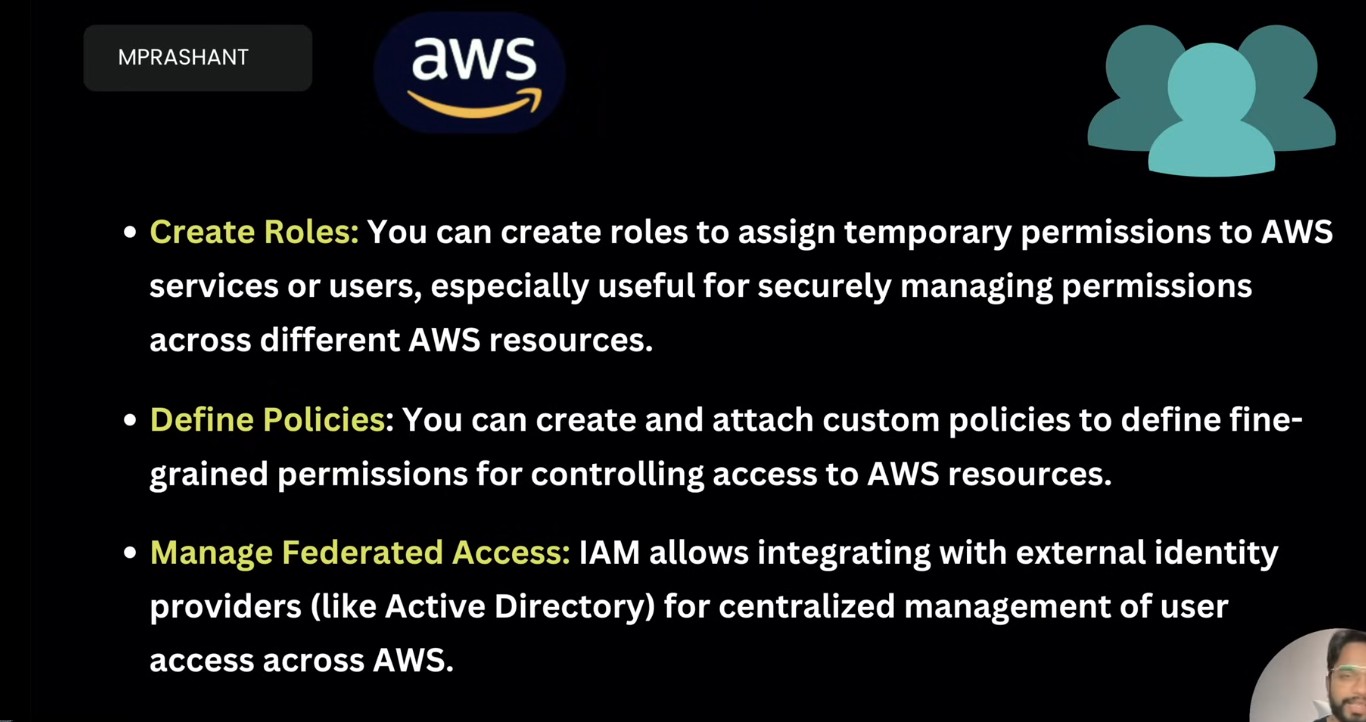 MPRASHANT
aws
• Create Roles: You can create roles to assign temporary permissions to AWS
services or users, especially useful for securely managing permissions
across different AWS resources.
• Define Policies: You can create and attach custom policies to define fine-
grained permissions for controlling access to AWS resources.
• Manage Federated Access: IAM allows integrating with external identity
providers (like Active Directory) for centralized management of user
access across AWS.